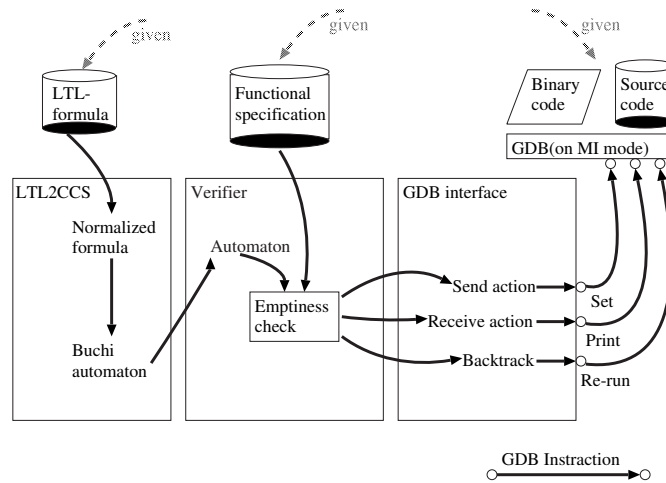 given
given
LTL-
formula
Functional
specification
Binary
code
Source
code
GDB(on MI mode)
LTL2CCS
Verifier
GDB interface
Normalized
formula
Automaton
Send action
Set
Emptiness
check
Receive action
Print
Buchi
automaton
Backtrack
Re-run
GDB Instraction